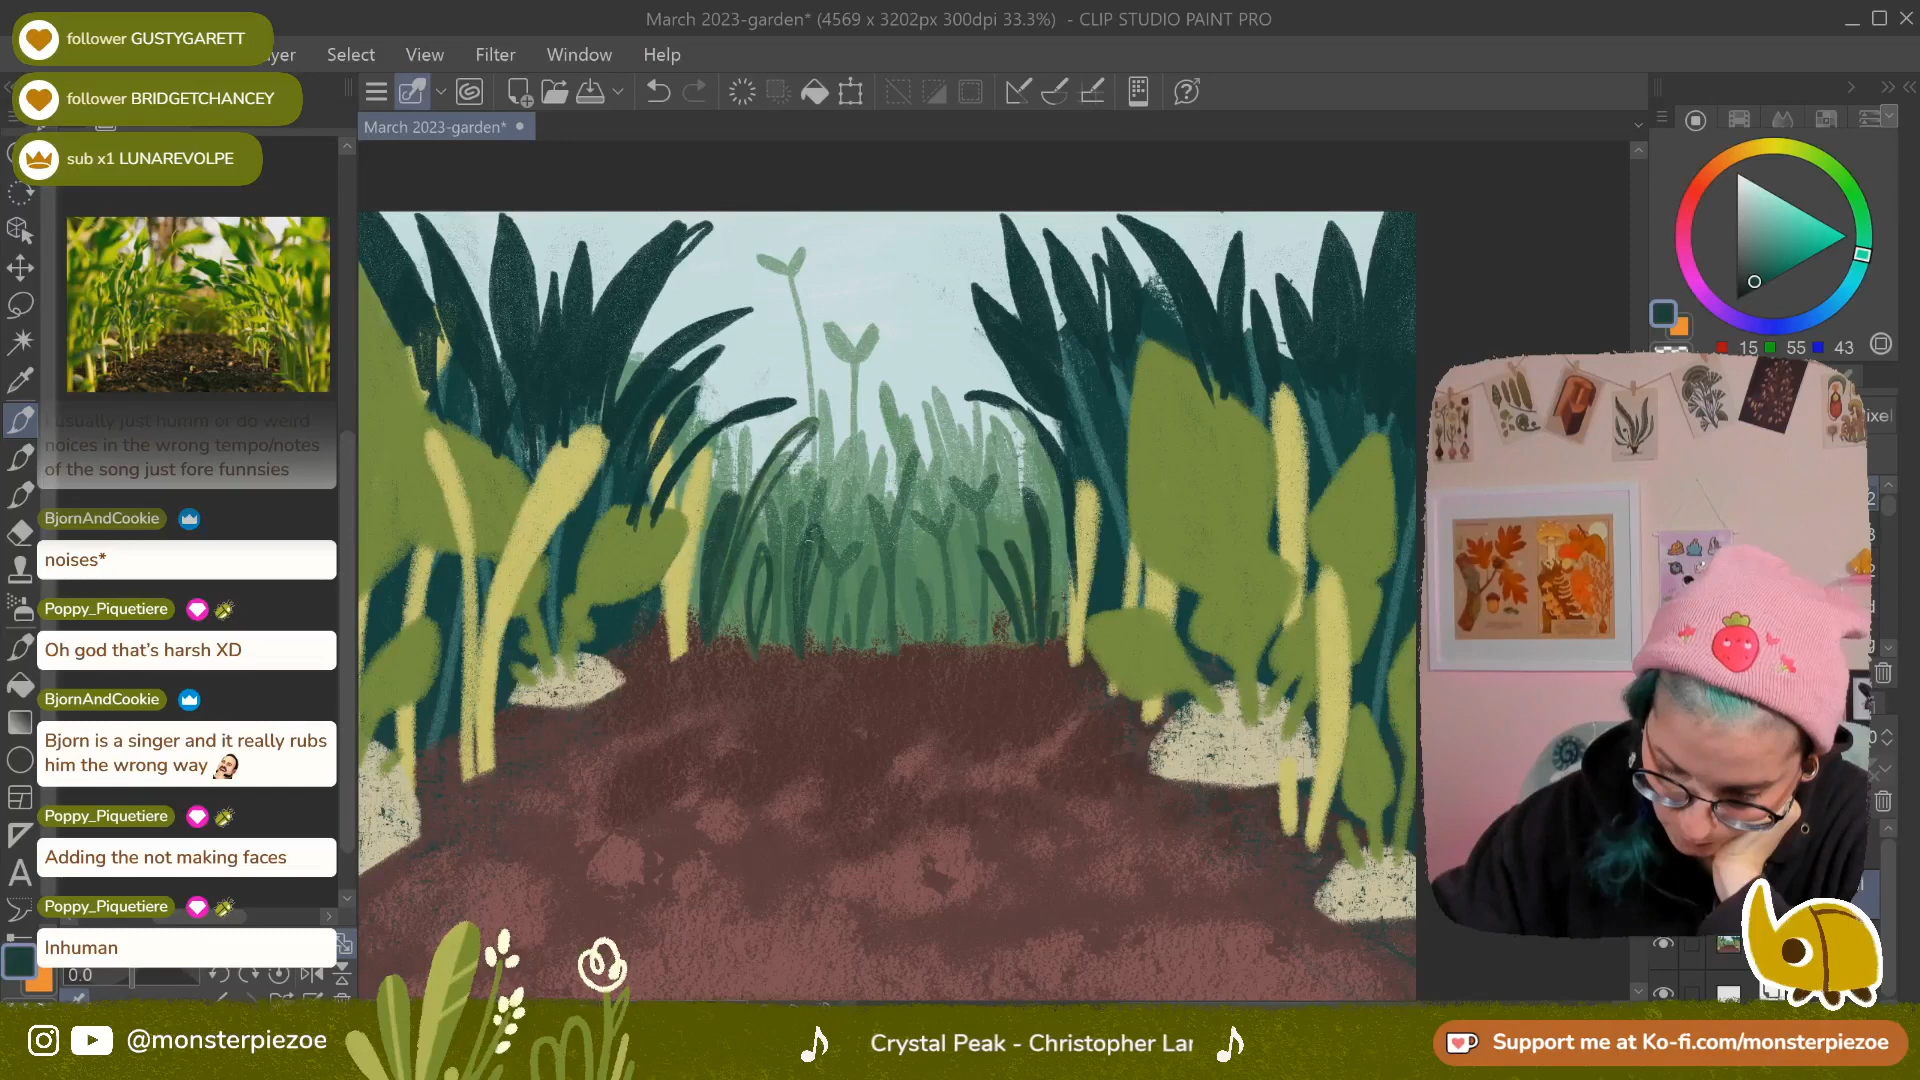 March 2023-garden* (4569 x 3202px 300dpi 33.3%) - CLIP STUDIO PAINT PRO
follower GUSTYGARETT
ayer
Select
View
Filter
Window
Help
follower BRIDGETCHANCEY
March 2023-garden*
sub x1 LUNAREVOLPE
15 55 43
ixel
I usually just humm or do weird
noices in the wrong tempo/notes
of the song just fore funnsies
BjornAndCookie
noises*
Poppy_Piquetiere
Oh god that's harsh XD
BjornAndCookie
Bjorn is a singer and it really rubs
him the wrong way
Poppy_Piquetiere
Adding the not making faces
Poppy_Piquetiere
Inhuman
0.0
@monsterpiezoe
Crystal Peak - Christopher Lar
Support me at Ko-fi.com/monsterpiezoe